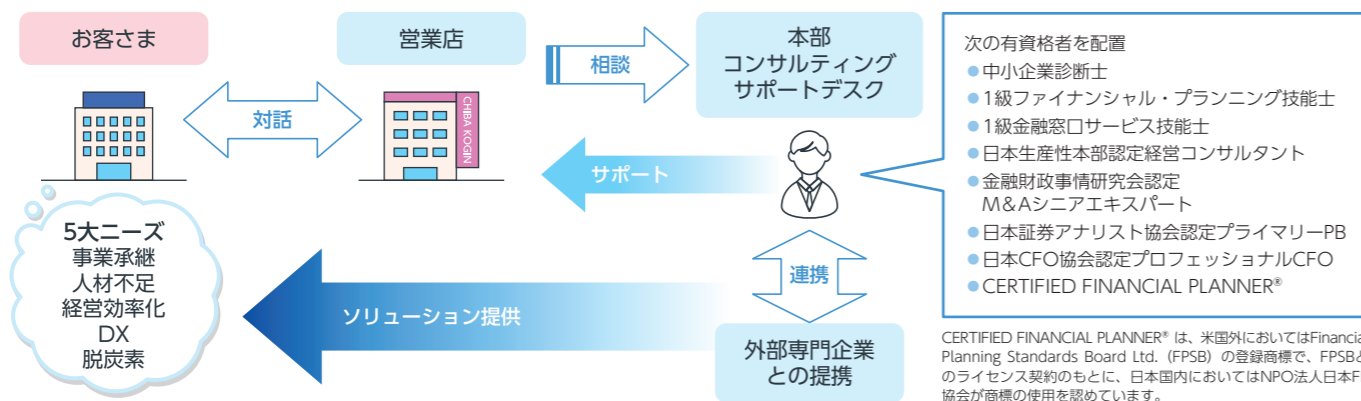 お客さま
営業店
相談
本部
コンサルティング
サポートデスク
対話
CHIBA KOGIN
サポート
5大ニーズ
事業承継
人材不足
経営効率化
DX
脱炭素
ソリューション提供
連携
外部専門企業
との提携
次の有資格者を配置
●中小企業診断士
●1級ファイナンシャル・プランニング技能士
●1級金融窓口サービス技能士
●日本生産性本部認定経営コンサルタント
●金融財政事情研究会認定
M&Aシニアエキスパート
●日本証券アナリスト協会認定プライマリーPB
●日本CFO協会認定プロフェッショナルCFO
●CERTIFIED FINANCIAL PLANNER®
CERTIFIED FINANCIAL PLANNER® は、米国外においてはFinancia
Planning Standards Board Ltd.（FPSB）の登録商標で、FPSBと
のライセンス契約のもとに、日本国内においてはNPO法人日本F
協会が商標の使用を認めています。